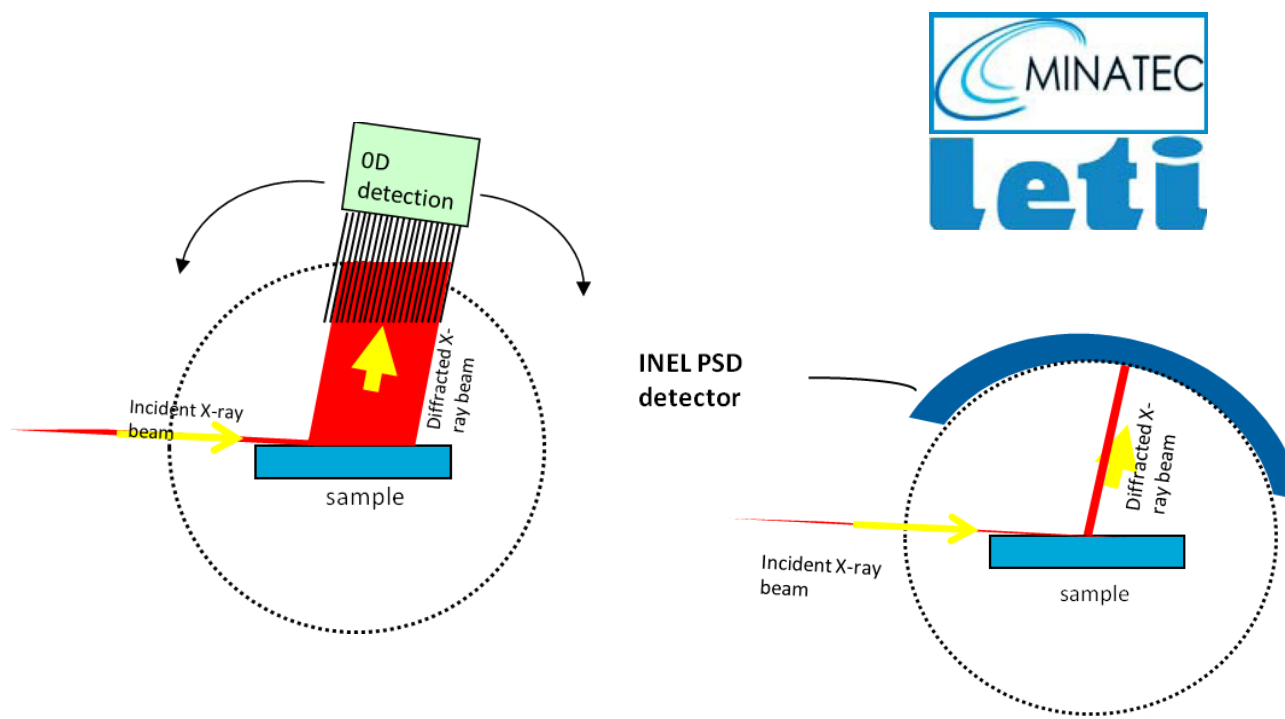 MINATEC
leti
0D
detection
Diffracted X-
ray beam
Incident X-ray
beam
sample
INEL PSD
detector
Diffracted X-
ray beam
Incident X-ray
beam
sample